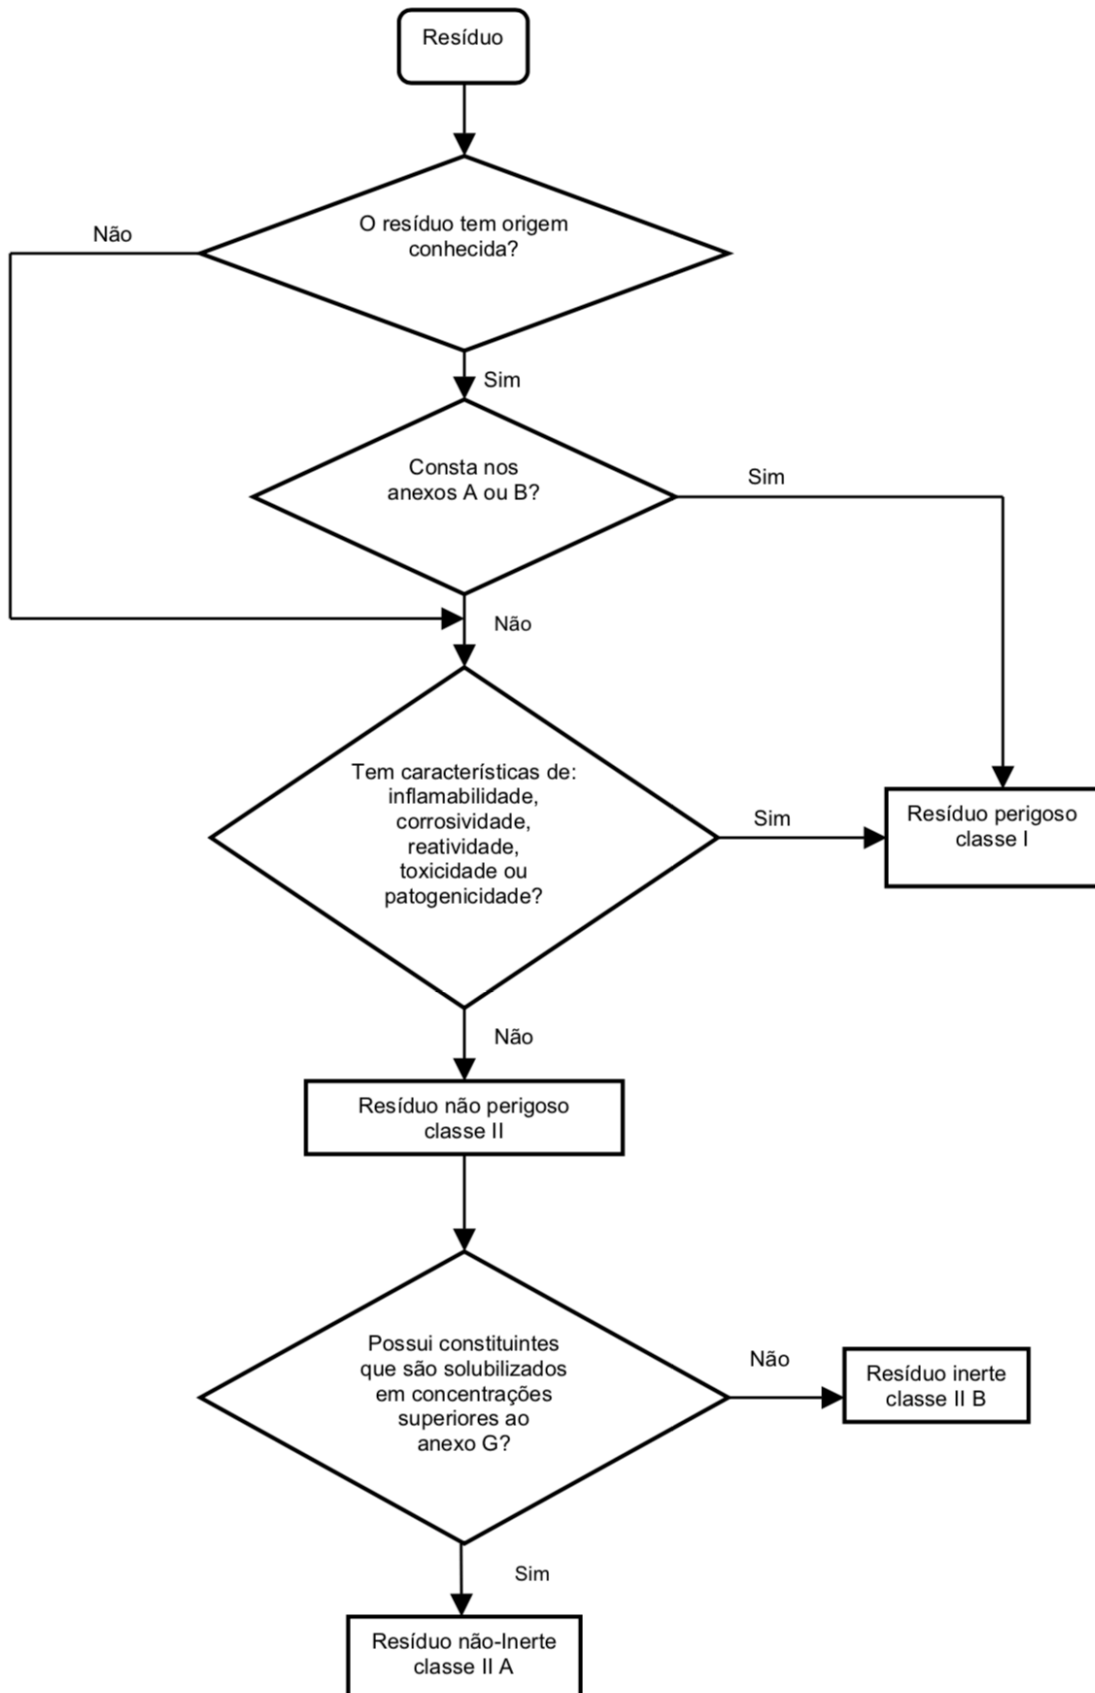 Resíduo
O resíduo tem origem
conhecida?
Não
Sim
Consta nos
anexos A ou B?
Sim
Não
Tem características de:
inflamabilidade,
corrosividade,
reatividade,
toxicidade ou
patogenicidade?
Sim
Resíduo perigoso
classe I
Não
Resíduo não perigoso
classe II
Possui constituintes
que são solubilizados
em concentrações
superiores ao
anexo G?
Não
Resíduo inerte
classe II B
Sim
Resíduo não-Inerte
classe II A